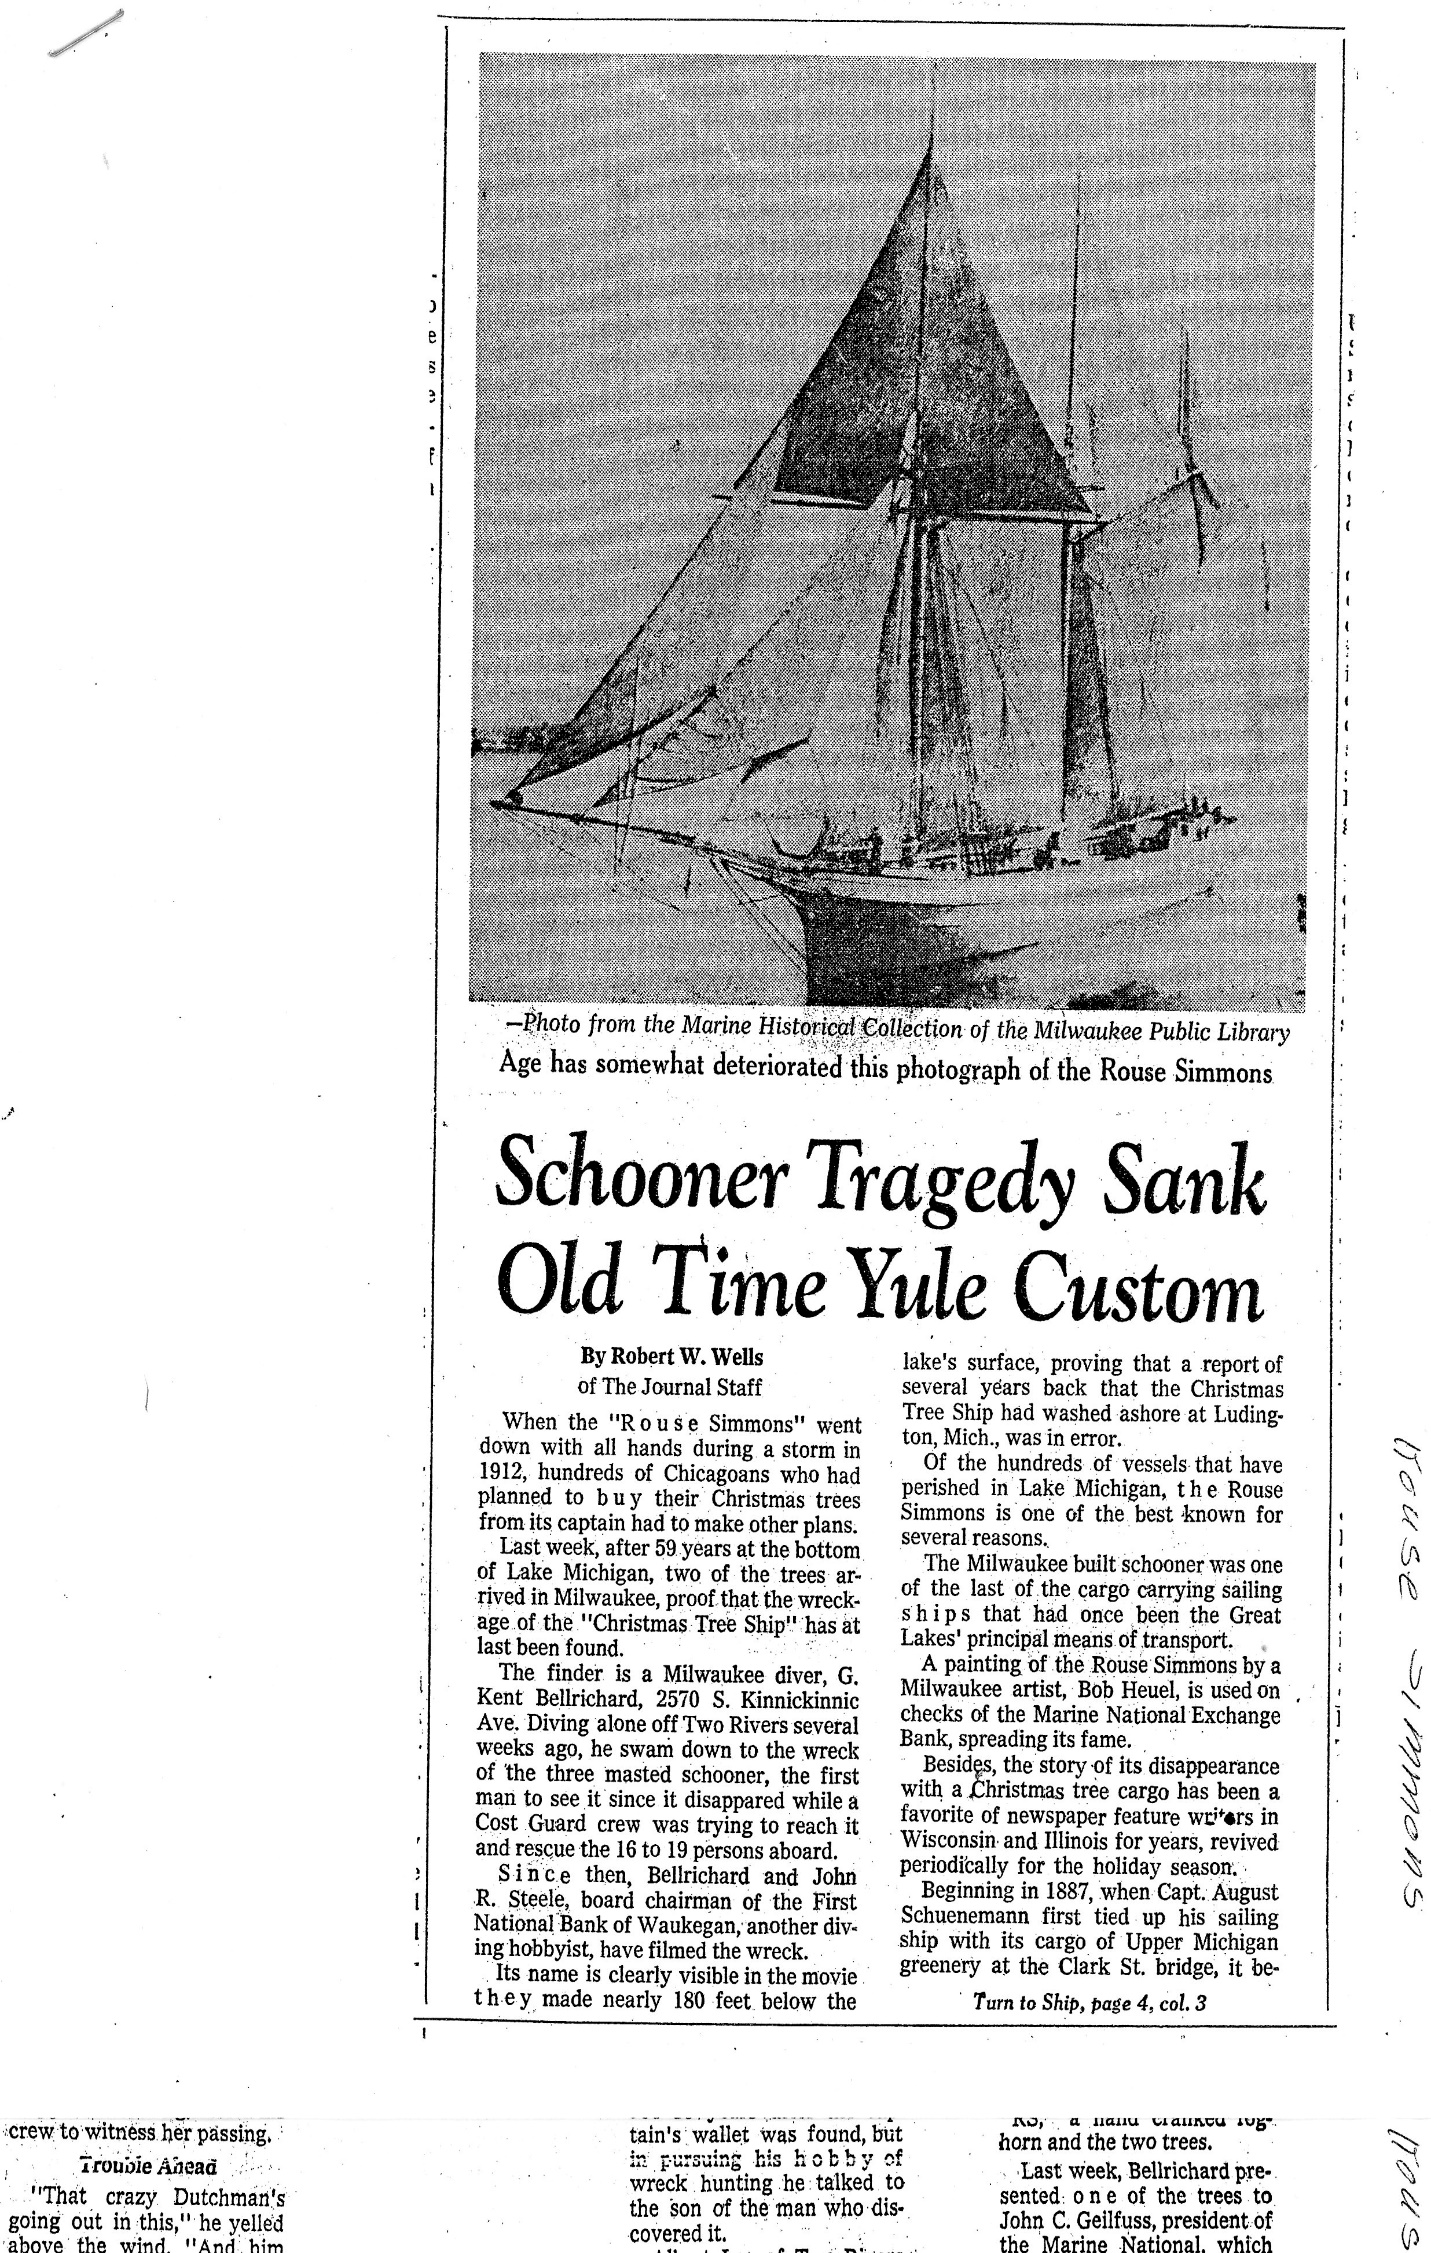 —Photo from the Marine Historical Collection of the Milwaukee Public Library
Age has somewhat deteriorated this photograph of the Rouse Simmons
Schooner Tragedy Sank
Old Time Yule Custom
By Robert W. Wells
of The Journal Staff
When the "Rouse Simmons" went
down with all hands during a storm in
1912, hundreds of Chicagoans who had
planned to buy their Christmas trees
from its captain had to make other plans.
Last week, after 59 years at the bottom
of Lake Michigan, two of the trees ar-
rived in Milwaukee, proof that the wreck-
age of the "Christmas Tree Ship" has at
last been found.
The finder is a Milwaukee diver, G.
Kent Bellrichard, 2570 S. Kinnickinnic
Ave. Diving alone off Two Rivers several
weeks ago, he swam down to the wreck
of the three masted schooner, the first
man to see it since it disappared while a
Cost Guard crew was trying to reach it
and rescue the 16 to 19 persons aboard.
Since then, Bellrichard and John
R. Steele, board chairman of the First
National Bank of Waukegan, another div-
ing hobbyist, have filmed the wreck.
Its name is clearly visible in the movie
they made nearly 180 feet below the
lake's surface, proving that a report of
several years back that the Christmas
Tree Ship had washed ashore at Luding-
ton, Mich., was in error.
Of the hundreds of vessels that have
perished in Lake Michigan, the Rouse
Simmons is one of the best known for
several reasons.
The Milwaukee built schooner was one
of the last of the cargo carrying sailing
ships that had once been the Great
Lakes' principal means of transport.
A painting of the Rouse Simmons by a
Milwaukee artist, Bob Heuel, is used on
checks of the Marine National Exchange
Bank, spreading its fame.
Besides, the story of its disappearance
with a Christmas tree cargo has been a
favorite of newspaper feature writers in
Wisconsin and Illinois for years, revived
periodically for the holiday season.
Beginning in 1887, when Capt. August
Schuenemann first tied up his sailing
ship with its cargo of Upper Michigan
greenery at the Clark St. bridge, it be-
Turn to Ship, page 4, col. 3
Rouse Simmons
crew to witness her passing.
Trouble Ahead
"That crazy Dutchman's
going out in this," he yelled
above the wind. "And him
tain's wallet was found, but
in pursuing his hobby of
wreck hunting he talked to
the son of the man who dis-
covered it.
a hand cranked fog-
horn and the two trees.
Last week, Bellrichard pre-
sented one of the trees to
John C. Geilfuss, president of
the Marine National, which
Rous